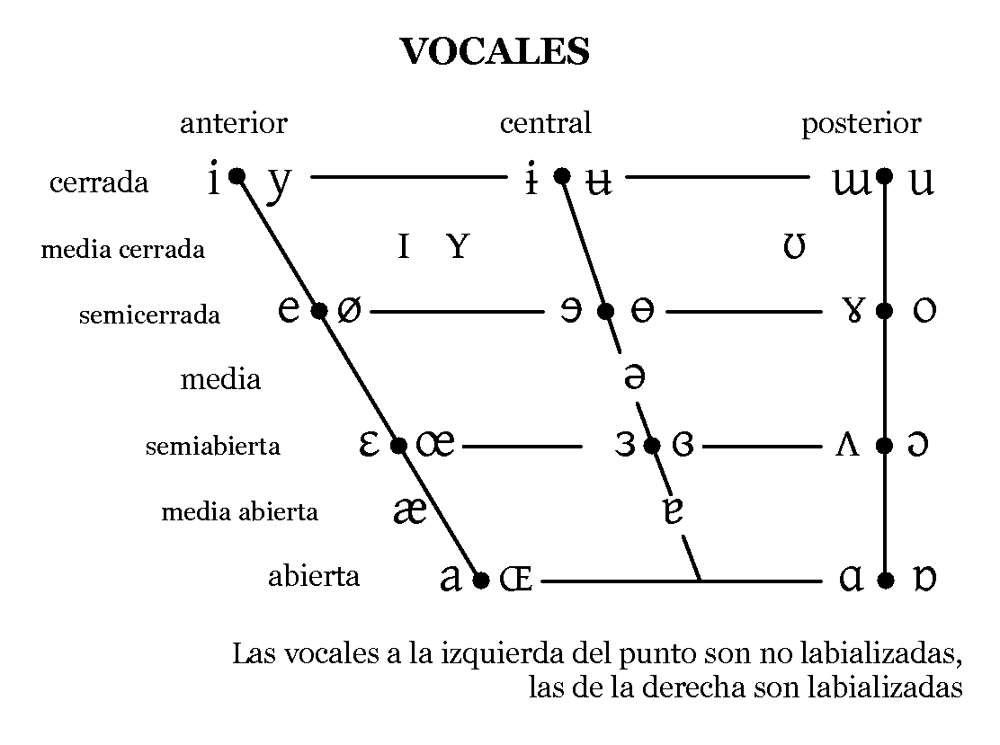 VOCALES
anterior central posterior
cerrada i y ɨ ʉ ɯ u
media cerrada ɪ ʏ ʊ
semicerrada e ø ɘ ɵ ɤ o
media ə
semiabierta ɛ œ ɜ ɞ ʌ ɔ
media abierta æ ɐ
abierta a ɶ ɑ ɒ
Las vocales a la izquierda del punto son no labializadas,
las de la derecha son labializadas